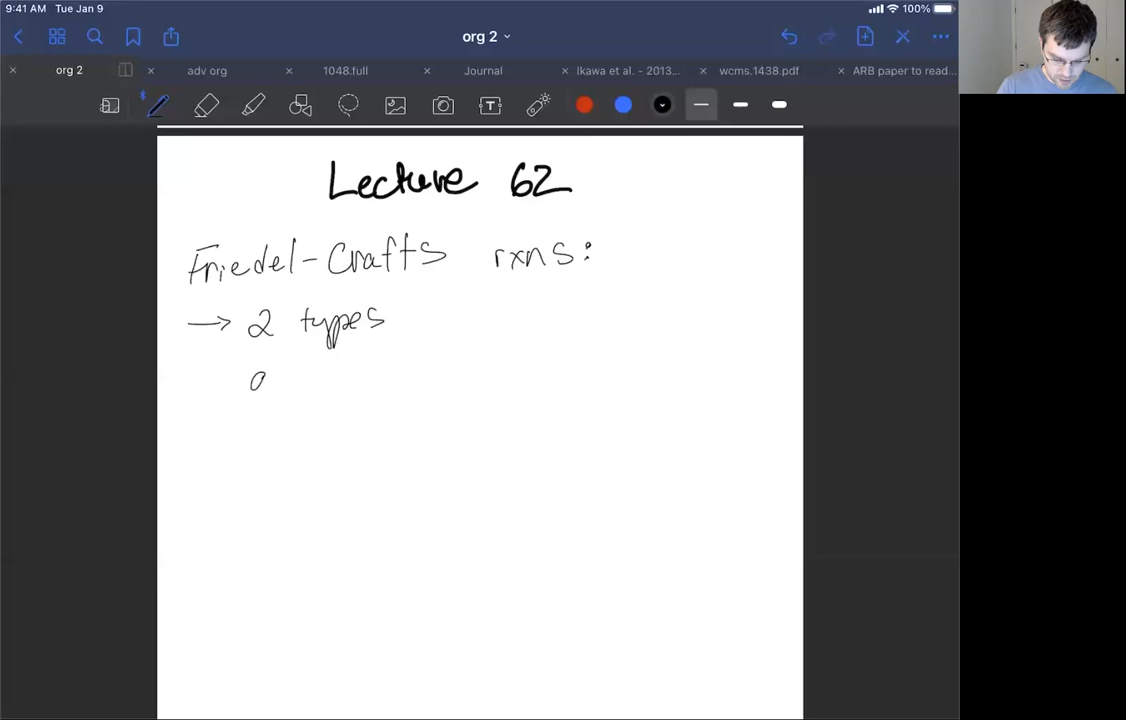 9:41 AM Tue Jan 9 100%
org 2
org 2 adv org 1048.full Journal Ikawa et al. - 2013... wcms.1438.pdf ARB paper to read...
T
Lecture 62
Friedel-Crafts rxns:
→ 2 types
a